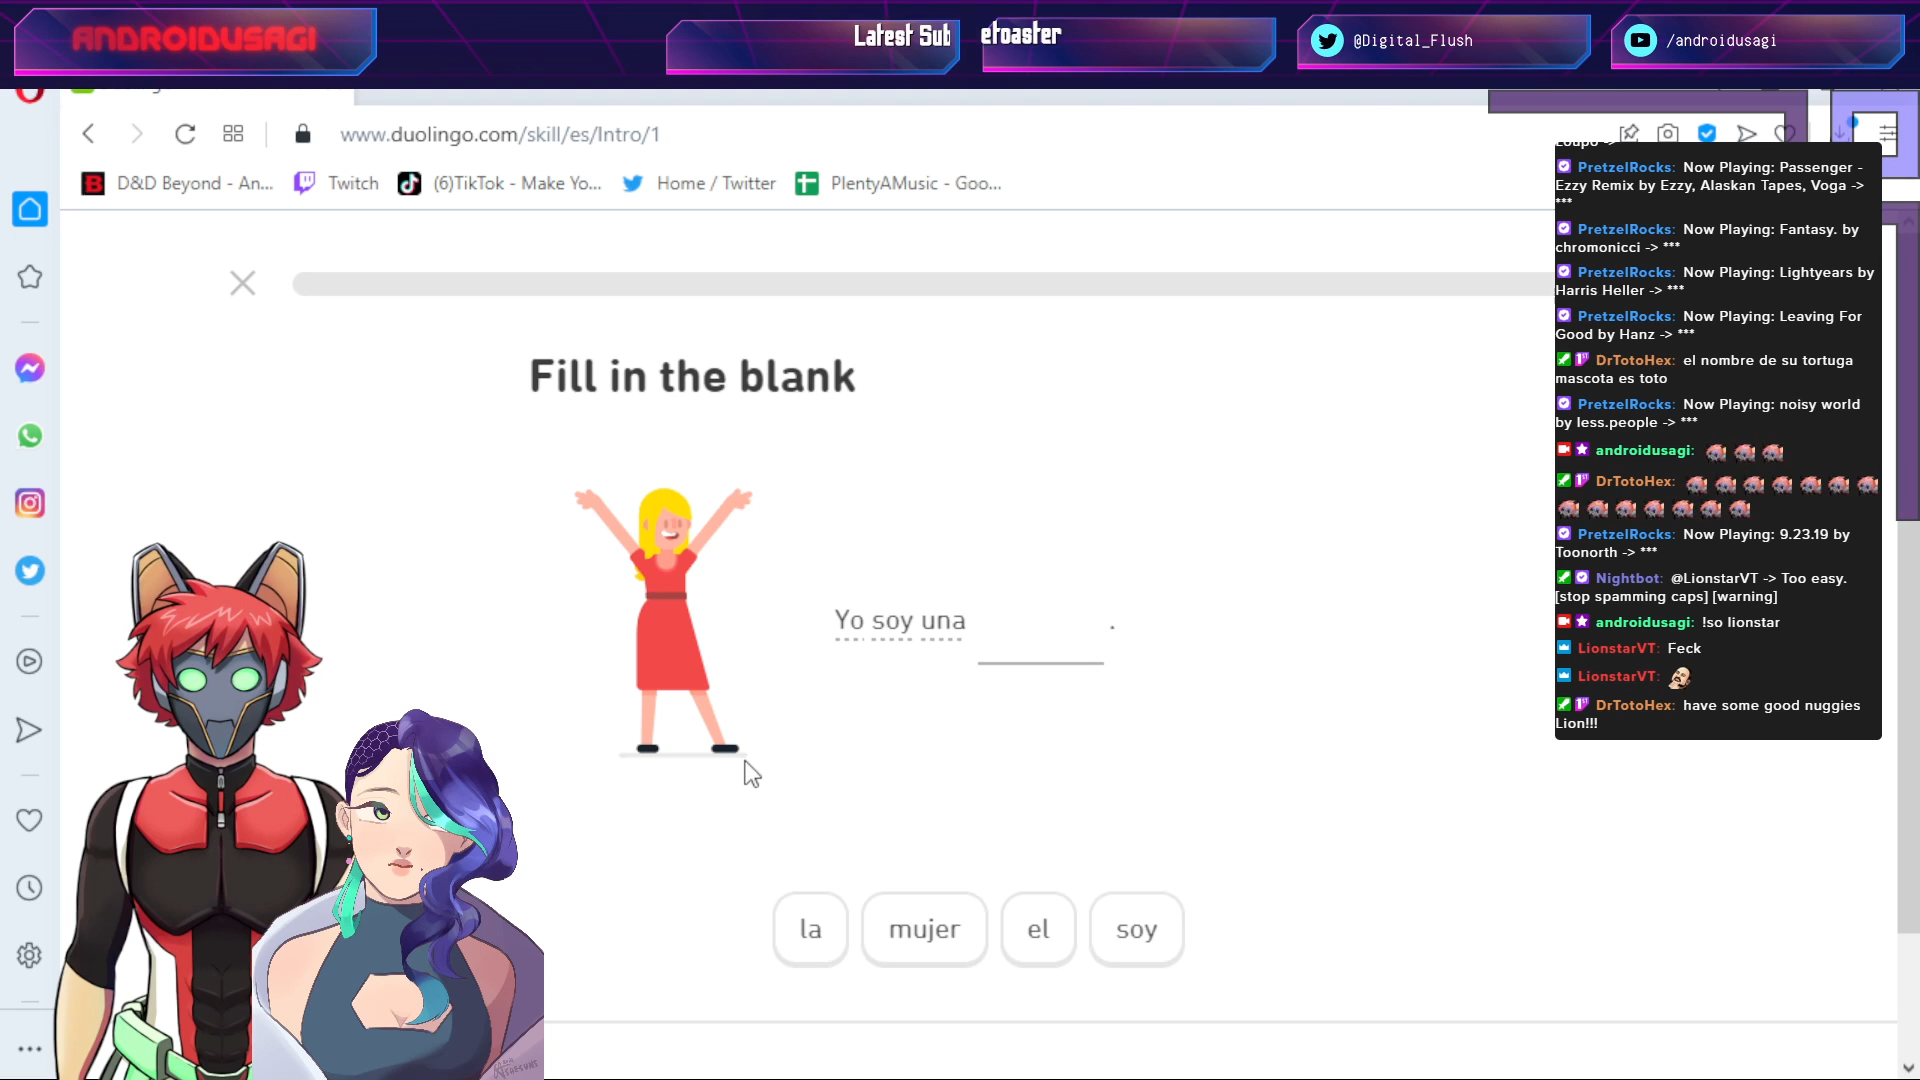 ANDROIDUSAGI
Latest Sub
etoaster
@Digital_Flush
/androidusagi
www.duolingo.com/skill/es/Intro/1
D&D Beyond - An...
Twitch
(6)TikTok - Make Yo...
Home / Twitter
PlentyAMusic - Goo...
Fill in the blank
Yo soy una .
la
mujer
el
soy
PretzelRocks: Now Playing: Passenger -
Ezzy Remix by Ezzy, Alaskan Tapes, Voga ->
***
PretzelRocks: Now Playing: Fantasy. by
chromonicci -> ***
PretzelRocks: Now Playing: Lightyears by
Harris Heller -> ***
PretzelRocks: Now Playing: Leaving For
Good by Hanz -> ***
DrTotoHex: el nombre de su tortuga
mascota es toto
PretzelRocks: Now Playing: noisy world
by less.people -> ***
androidusagi:
DrTotoHex:
PretzelRocks: Now Playing: 9.23.19 by
Toonorth -> ***
Nightbot: @LionstarVT -> Too easy.
[stop spamming caps] [warning]
androidusagi: !so lionstar
LionstarVT: Feck
LionstarVT:
DrTotoHex: have some good nuggies
Lion!!!